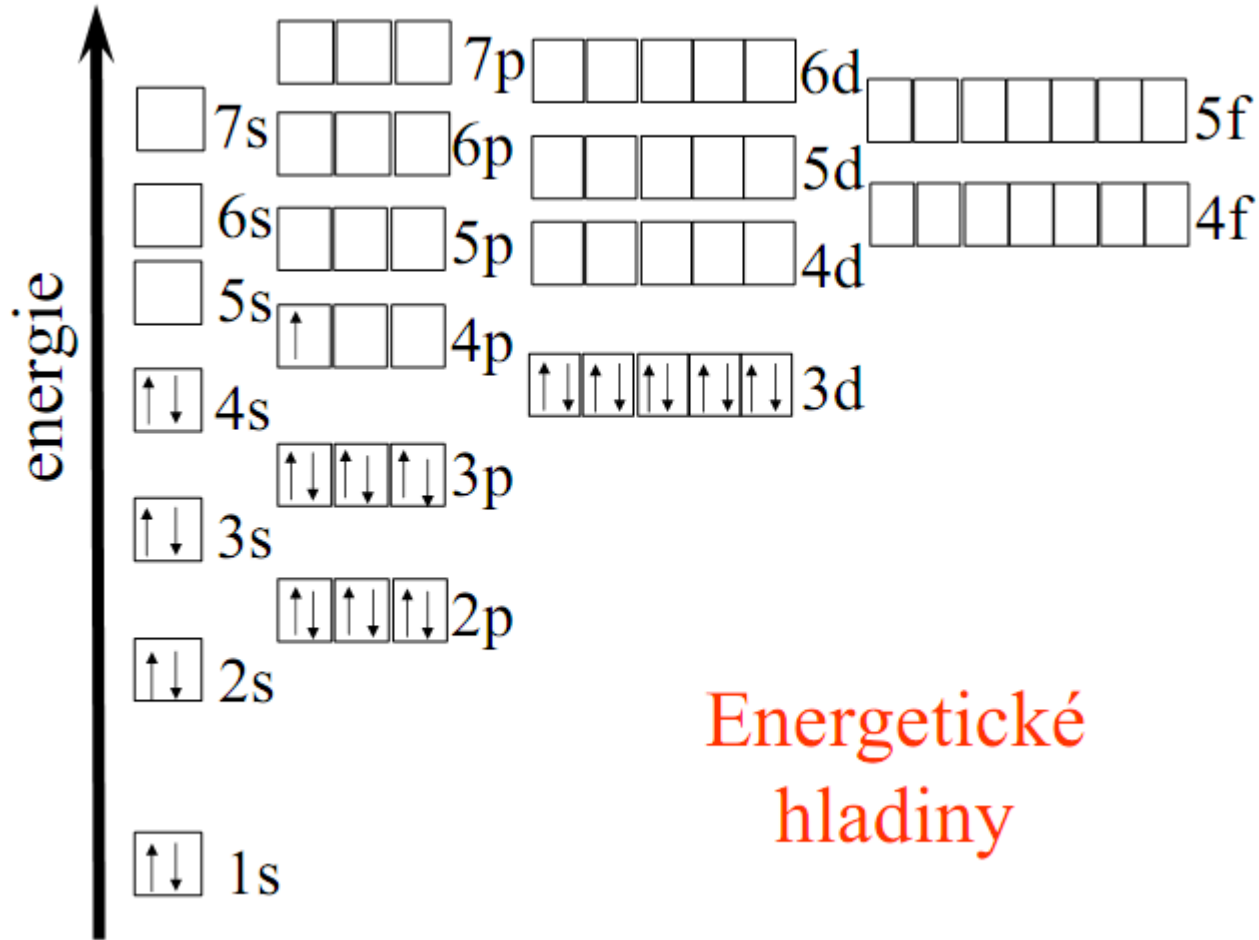 7p
6d
7s
6p
5f
5d
6s
5p
4f
4d
5s
4p
3d
4s
3p
3s
2p
2s
1s
energie
Energetické
hladiny